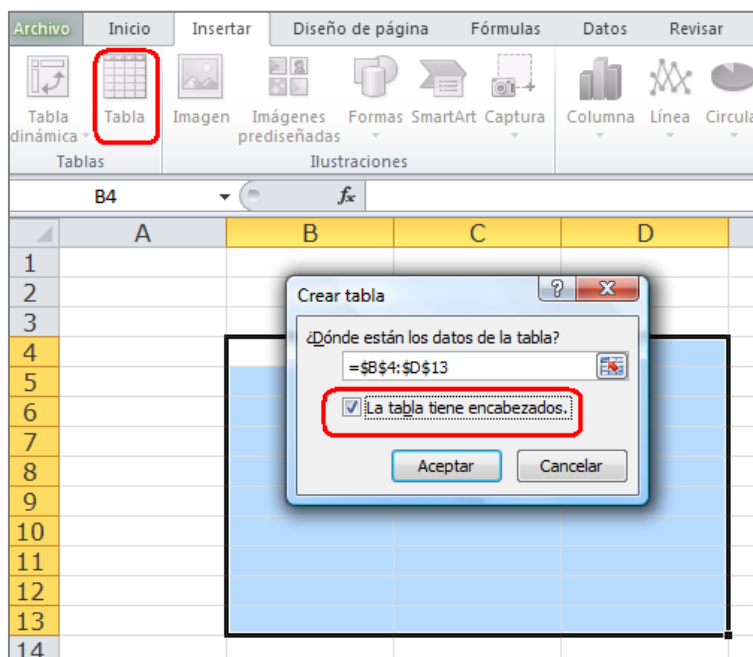 Archivo Inicio Insertar Diseño de página Fórmulas Datos Revisar
Tabla dinámica Tabla Imagen Imágenes prediseñadas Formas SmartArt Captura Columna Línea
Tablas Ilustraciones
B4 fx
A B C D
1
2
3
4
5
6
7
8
9
10
11
12
13
14
Crear tabla ? X
¿Dónde están los datos de la tabla?
=$B$4:$D$13
La tabla tiene encabezados.
Aceptar Cancelar